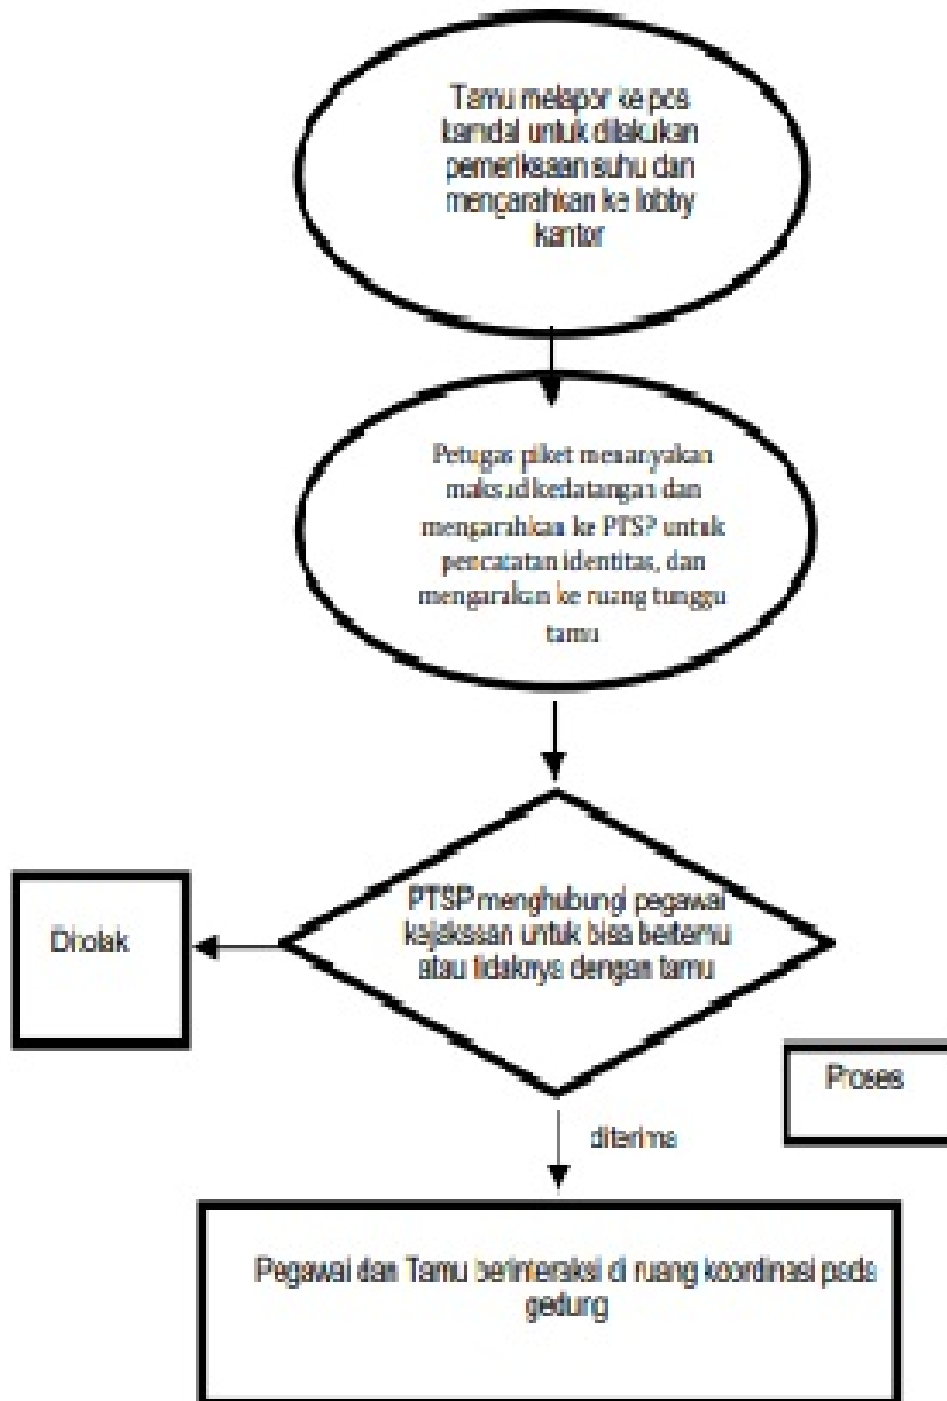 Tamu melapor ke pos
kamdal untuk dilakukan
pemeriksaan suhu dan
mengarahkan ke lobby
kantor
Petugas piket menanyakan
maksud kedatangan dan
mengarahkan ke PTSP untuk
pencatatan identitas, dan
mengarakan ke ruang tunggu
tamu
PTSP menghubungi pegawai
kejaksaan untuk bisa bertemu
atau tidaknya dengan tamu
Ditolak
Proses
diterima
Pegawai dan Tamu berinteraksi di ruang koordinasi pada
gedung